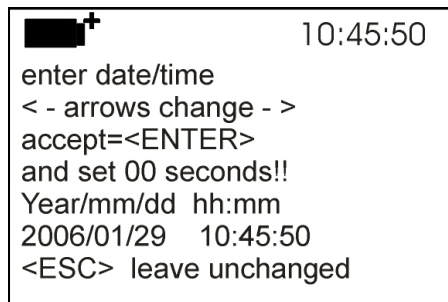 10:45:50
enter date/time
< - arrows change - >
accept=<ENTER>
and set 00 seconds!!
Year/mm/dd hh:mm
2006/01/29 10:45:50
<ESC> leave unchanged